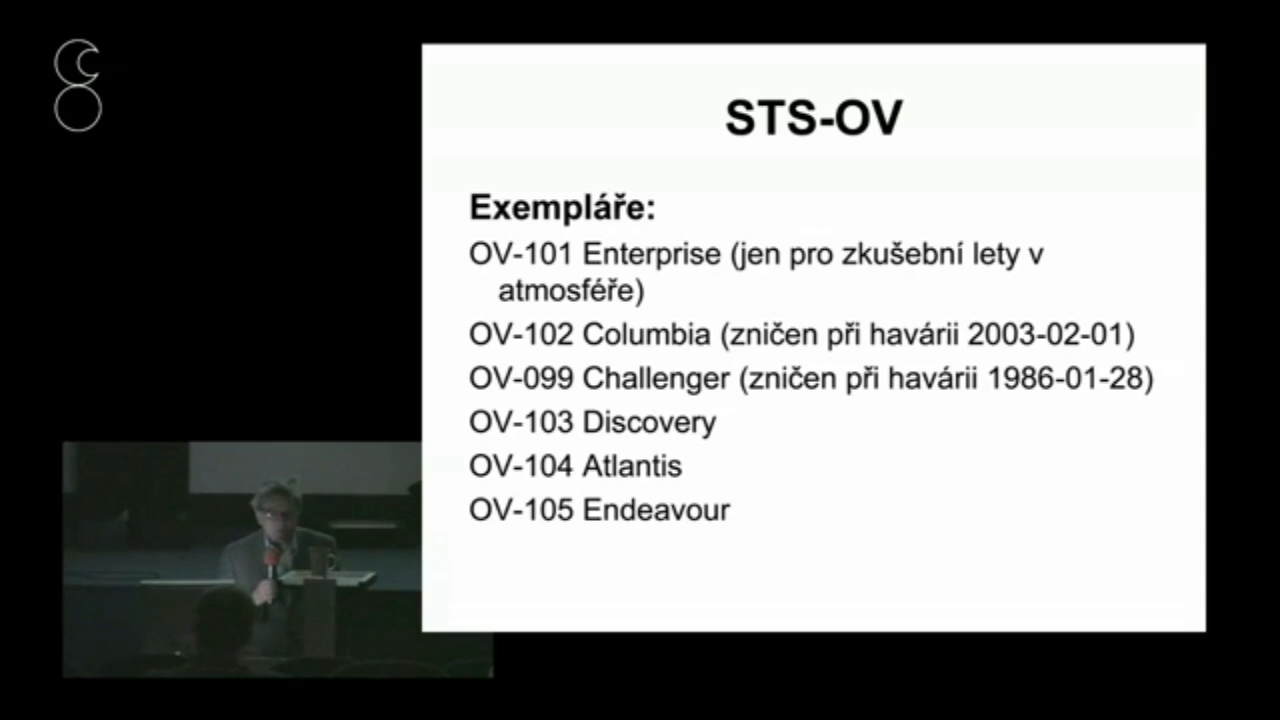 STS-OV
Exempláře:
OV-101 Enterprise (jen pro zkušební lety v
atmosféře)
OV-102 Columbia (zničen při havárii 2003-02-01)
OV-099 Challenger (zničen při havárii 1986-01-28)
OV-103 Discovery
OV-104 Atlantis
OV-105 Endeavour